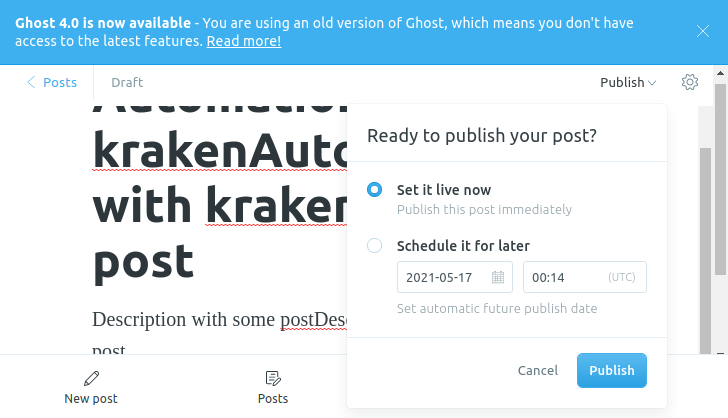 Ghost 4.0 is now available - You are using an old version of Ghost, which means you don't have
access to the latest features. Read more!
Posts
Draft
Publish
Automation
krakenAuto
with kraken
post
Description with some postDesc
post
Ready to publish your post?
Set it live now
Publish this post immediately
Schedule it for later
2021-05-17
00:14 (UTC)
Set automatic future publish date
Cancel
Publish
New post
Posts